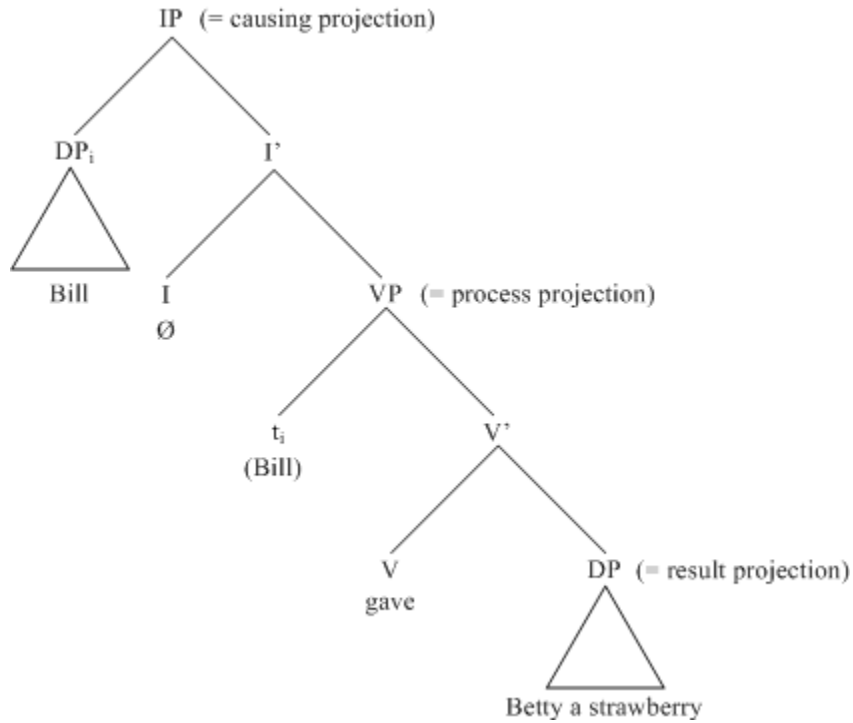 IP (= causing projection)
DPᵢ I’
Bill I VP (= process projection)
Ø
tᵢ V’
(Bill)
V DP (= result projection)
gave
Betty a strawberry